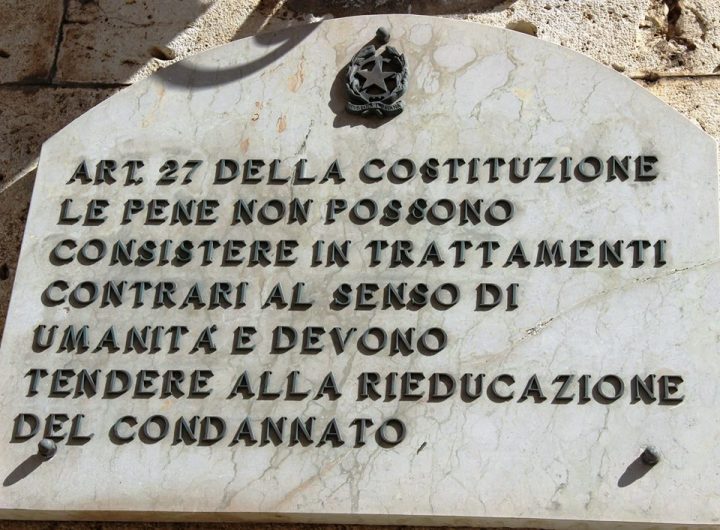 ART. 27 DELLA COSTITUZIONE
LE PENE NON POSSONO
CONSISTERE IN TRATTAMENTI
CONTRARI AL SENSO DI
UMANITÁ E DEVONO
TENDERE ALLA RIEDUCAZIONE
DEL CONDANNATO